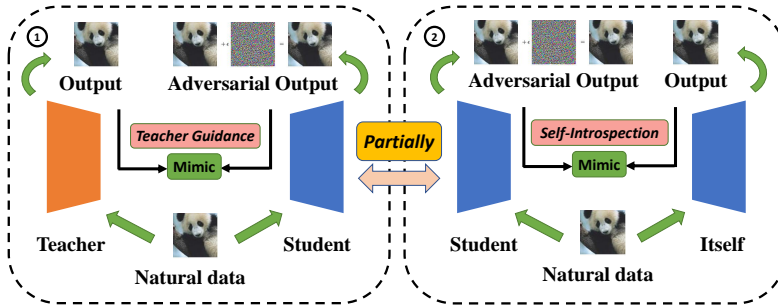 1
Output
Adversarial Output
Teacher Guidance
Mimic
Teacher
Student
Natural data
Partially
2
Adversarial Output
Output
Self-Introspection
Mimic
Student
Itself
Natural data